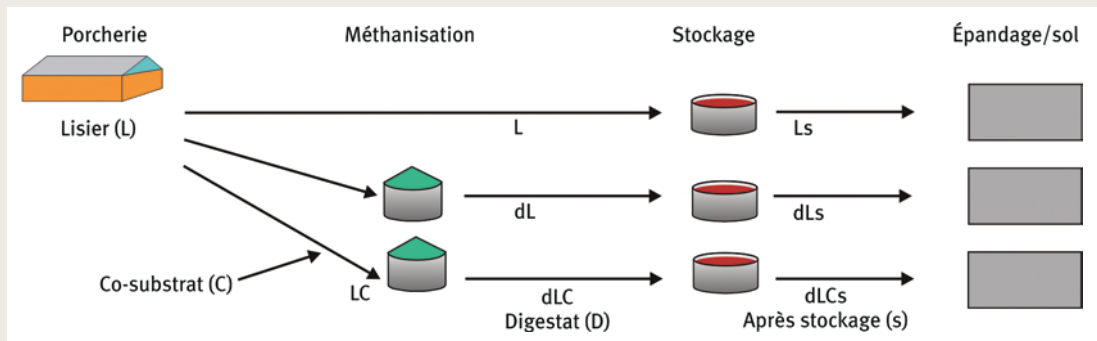 Porcherie
Méthanisation
Stockage
Épandage/sol
Lisier (L)
L
Ls
dL
dLs
Co-substrat (C)
LC
dLC
dLCs
Digestat (D)
Après stockage (s)